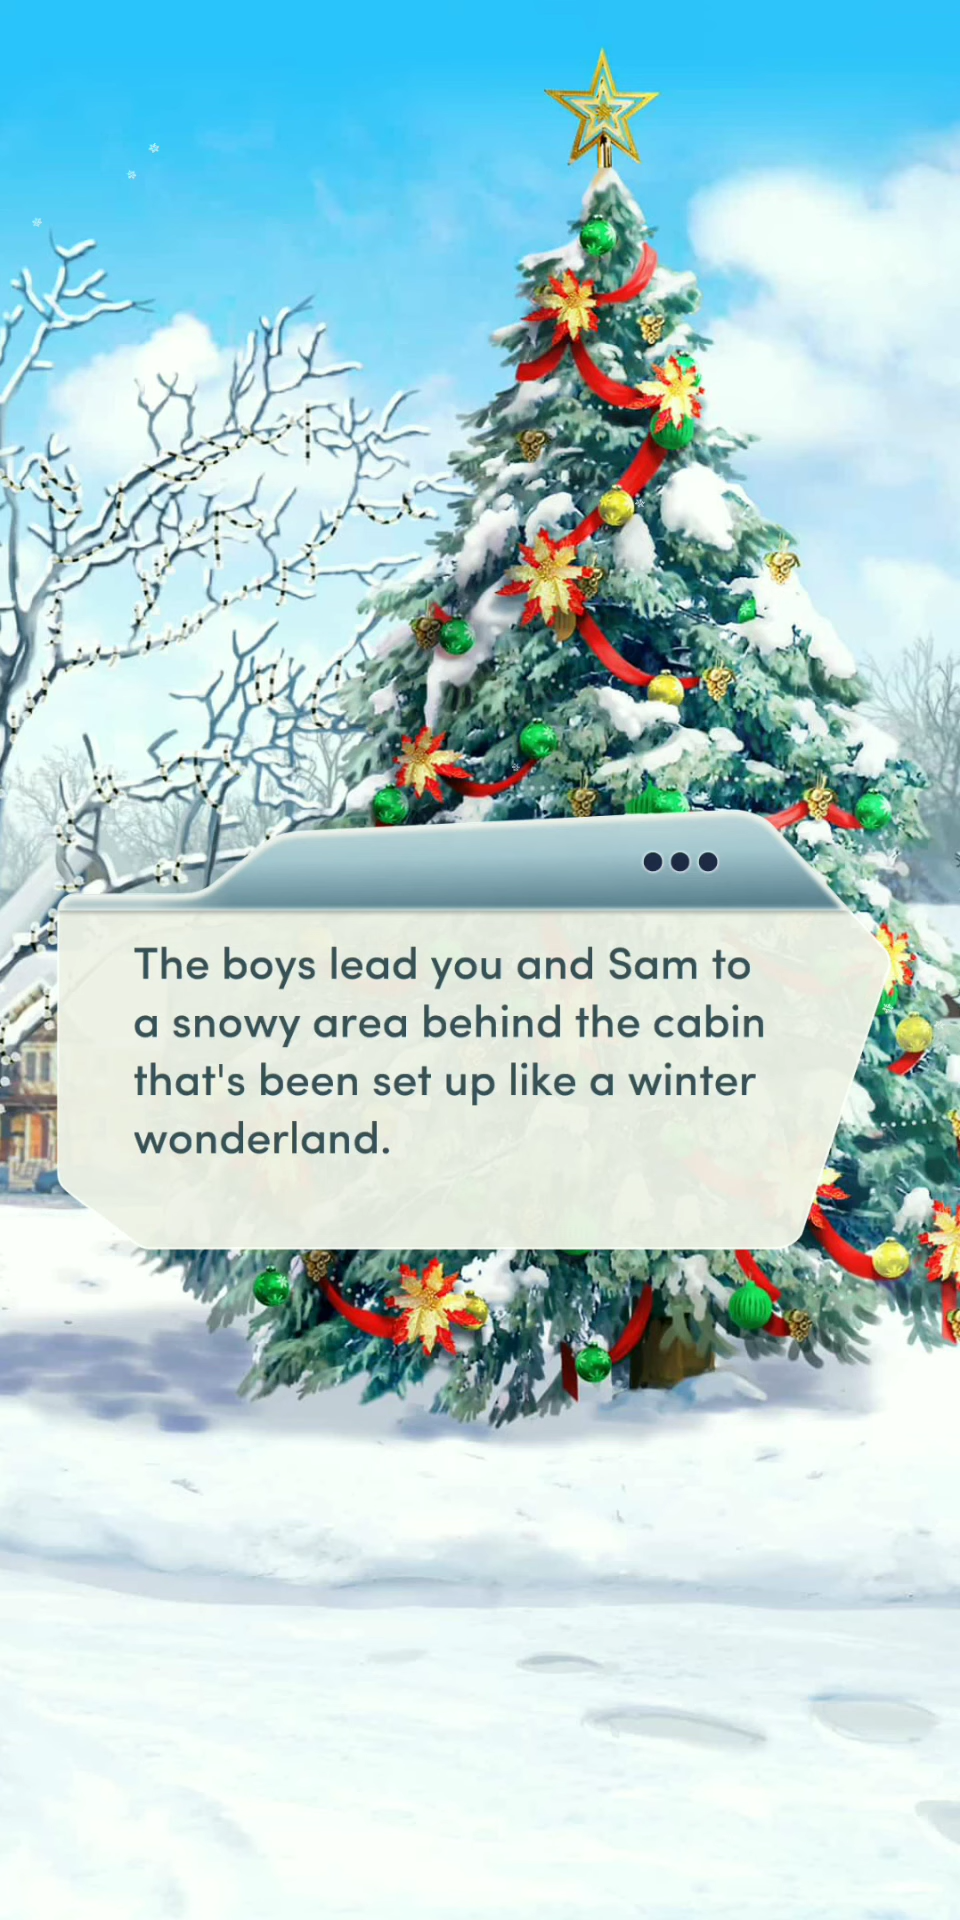 The boys lead you and Sam to
a snowy area behind the cabin
that's been set up like a winter
wonderland.